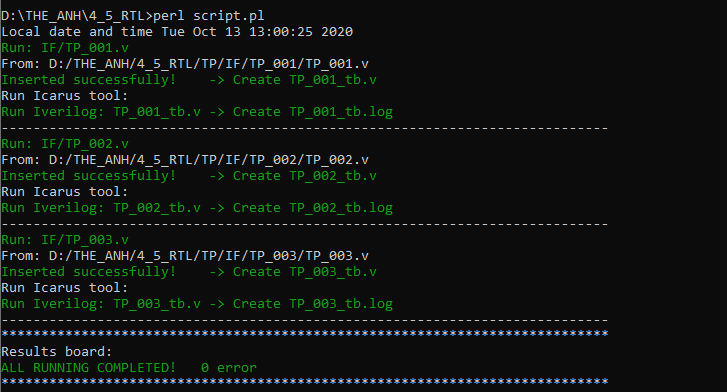 D:\THE_ANH\4_5_RTL>perl script.pl
Local date and time Tue Oct 13 13:00:25 2020
Run: IF/TP_001.v
From: D:/THE_ANH/4_5_RTL/TP/IF/TP_001/TP_001.v
Inserted successfully!    -> Create TP_001_tb.v
Run Icarus tool:
Run Iverilog: TP_001_tb.v -> Create TP_001_tb.log
----------------------------------------------------------------------------
Run: IF/TP_002.v
From: D:/THE_ANH/4_5_RTL/TP/IF/TP_002/TP_002.v
Inserted successfully!    -> Create TP_002_tb.v
Run Icarus tool:
Run Iverilog: TP_002_tb.v -> Create TP_002_tb.log
----------------------------------------------------------------------------
Run: IF/TP_003.v
From: D:/THE_ANH/4_5_RTL/TP/IF/TP_003/TP_003.v
Inserted successfully!    -> Create TP_003_tb.v
Run Icarus tool:
Run Iverilog: TP_003_tb.v -> Create TP_003_tb.log
----------------------------------------------------------------------------
****************************************************************************
Results board:
ALL RUNNING COMPLETED!   0 error
****************************************************************************